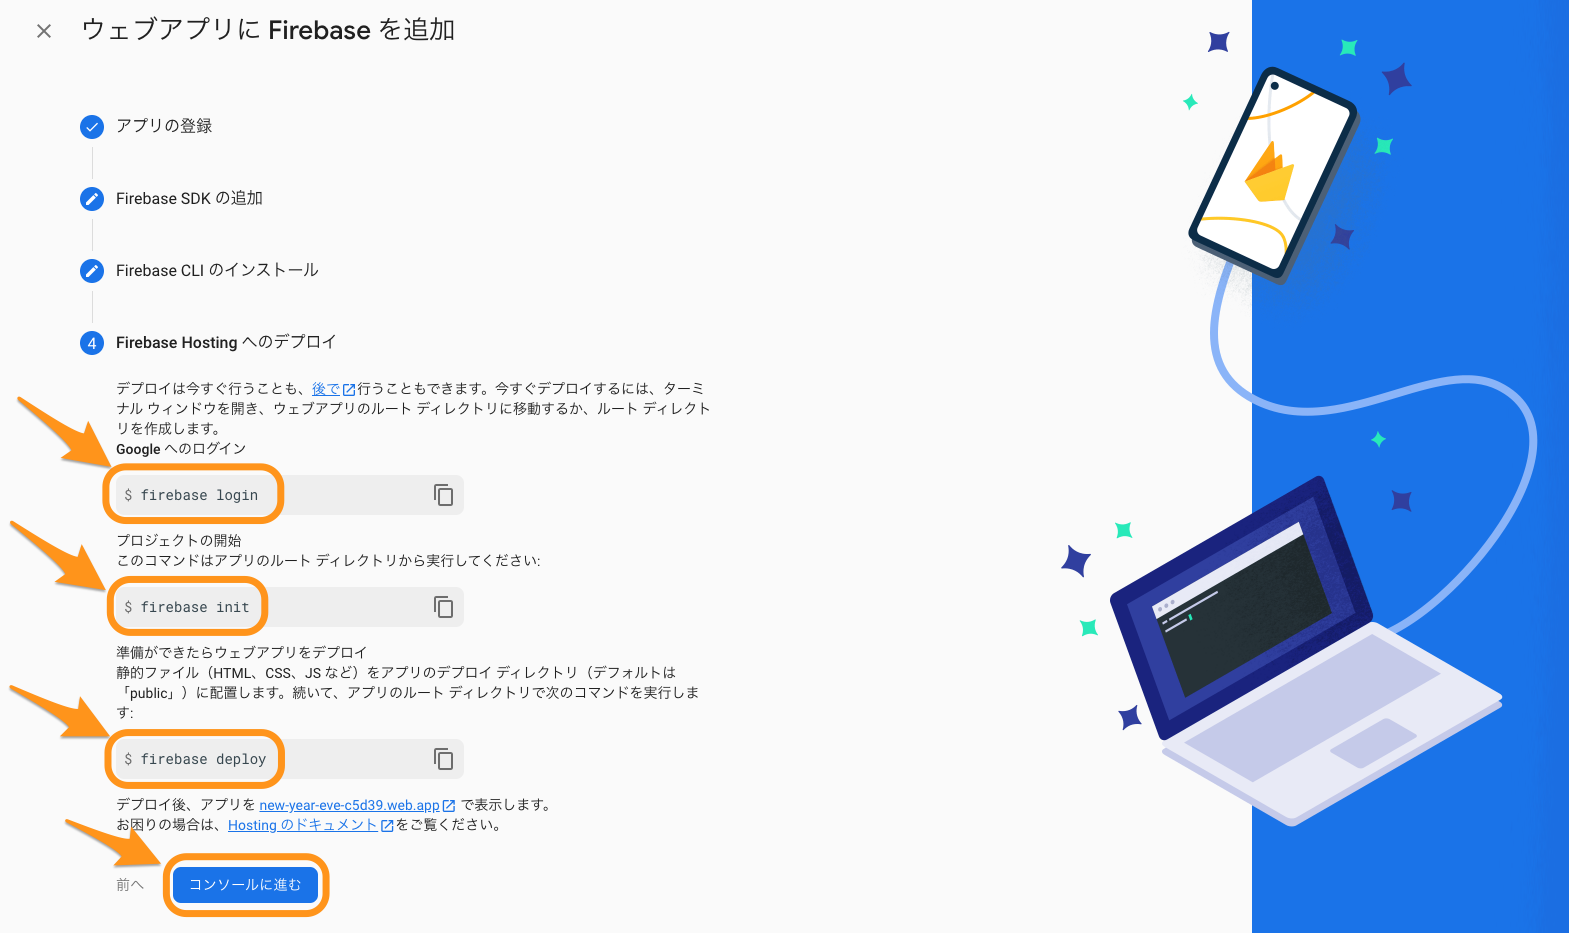 ウェブアプリに Firebase を追加
アプリの登録
Firebase SDK の追加
Firebase CLI のインストール
4 Firebase Hosting へのデプロイ
デプロイは今すぐ行うことも、後で行うこともできます。今すぐデプロイするには、ターミ
ナル ウィンドウを開き、ウェブアプリのルート ディレクトリに移動するか、ルート ディレクト
リを作成します。
Google へのログイン
$ firebase login
プロジェクトの開始
このコマンドはアプリのルート ディレクトリから実行してください:
$ firebase init
準備ができたらウェブアプリをデプロイ
静的ファイル（HTML、CSS、JS など）をアプリのデプロイ ディレクトリ（デフォルトは
「public」）に配置します。続いて、アプリのルート ディレクトリで次のコマンドを実行しま
す:
$ firebase deploy
デプロイ後、アプリを new-year-eve-c5d39.web.app で表示します。
お困りの場合は、Hosting のドキュメントをご覧ください。
前へ コンソールに進む